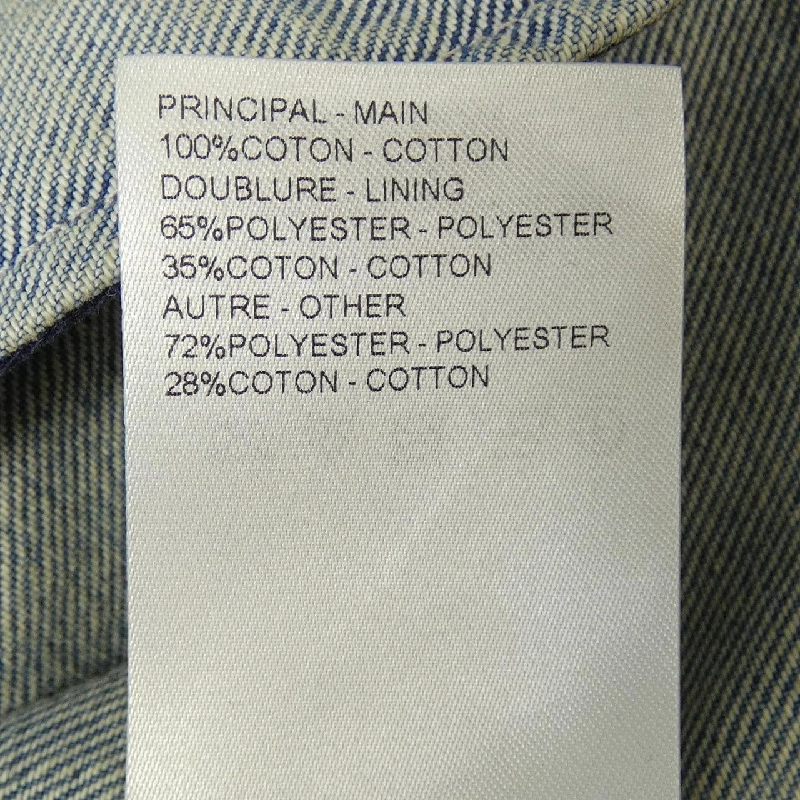 PRINCIPAL - MAIN
100%COTON - COTTON
DOUBLURE - LINING
65%POLYESTER - POLYESTER
35%COTON - COTTON
AUTRE - OTHER
72%POLYESTER - POLYESTER
28%COTON - COTTON